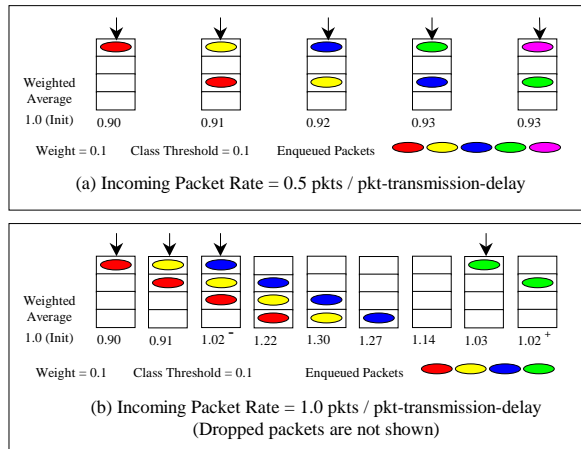 Weighted
Average
1.0 (Init)
0.90 0.91 0.92 0.93 0.93
Weight = 0.1 Class Threshold = 0.1 Enqueued Packets
(a) Incoming Packet Rate = 0.5 pkts / pkt-transmission-delay
Weighted
Average
1.0 (Init)
0.90 0.91 1.02 - 1.22 1.30 1.27 1.14 1.03 1.02 +
Weight = 0.1 Class Threshold = 0.1 Enqueued Packets
(b) Incoming Packet Rate = 1.0 pkts / pkt-transmission-delay
(Dropped packets are not shown)